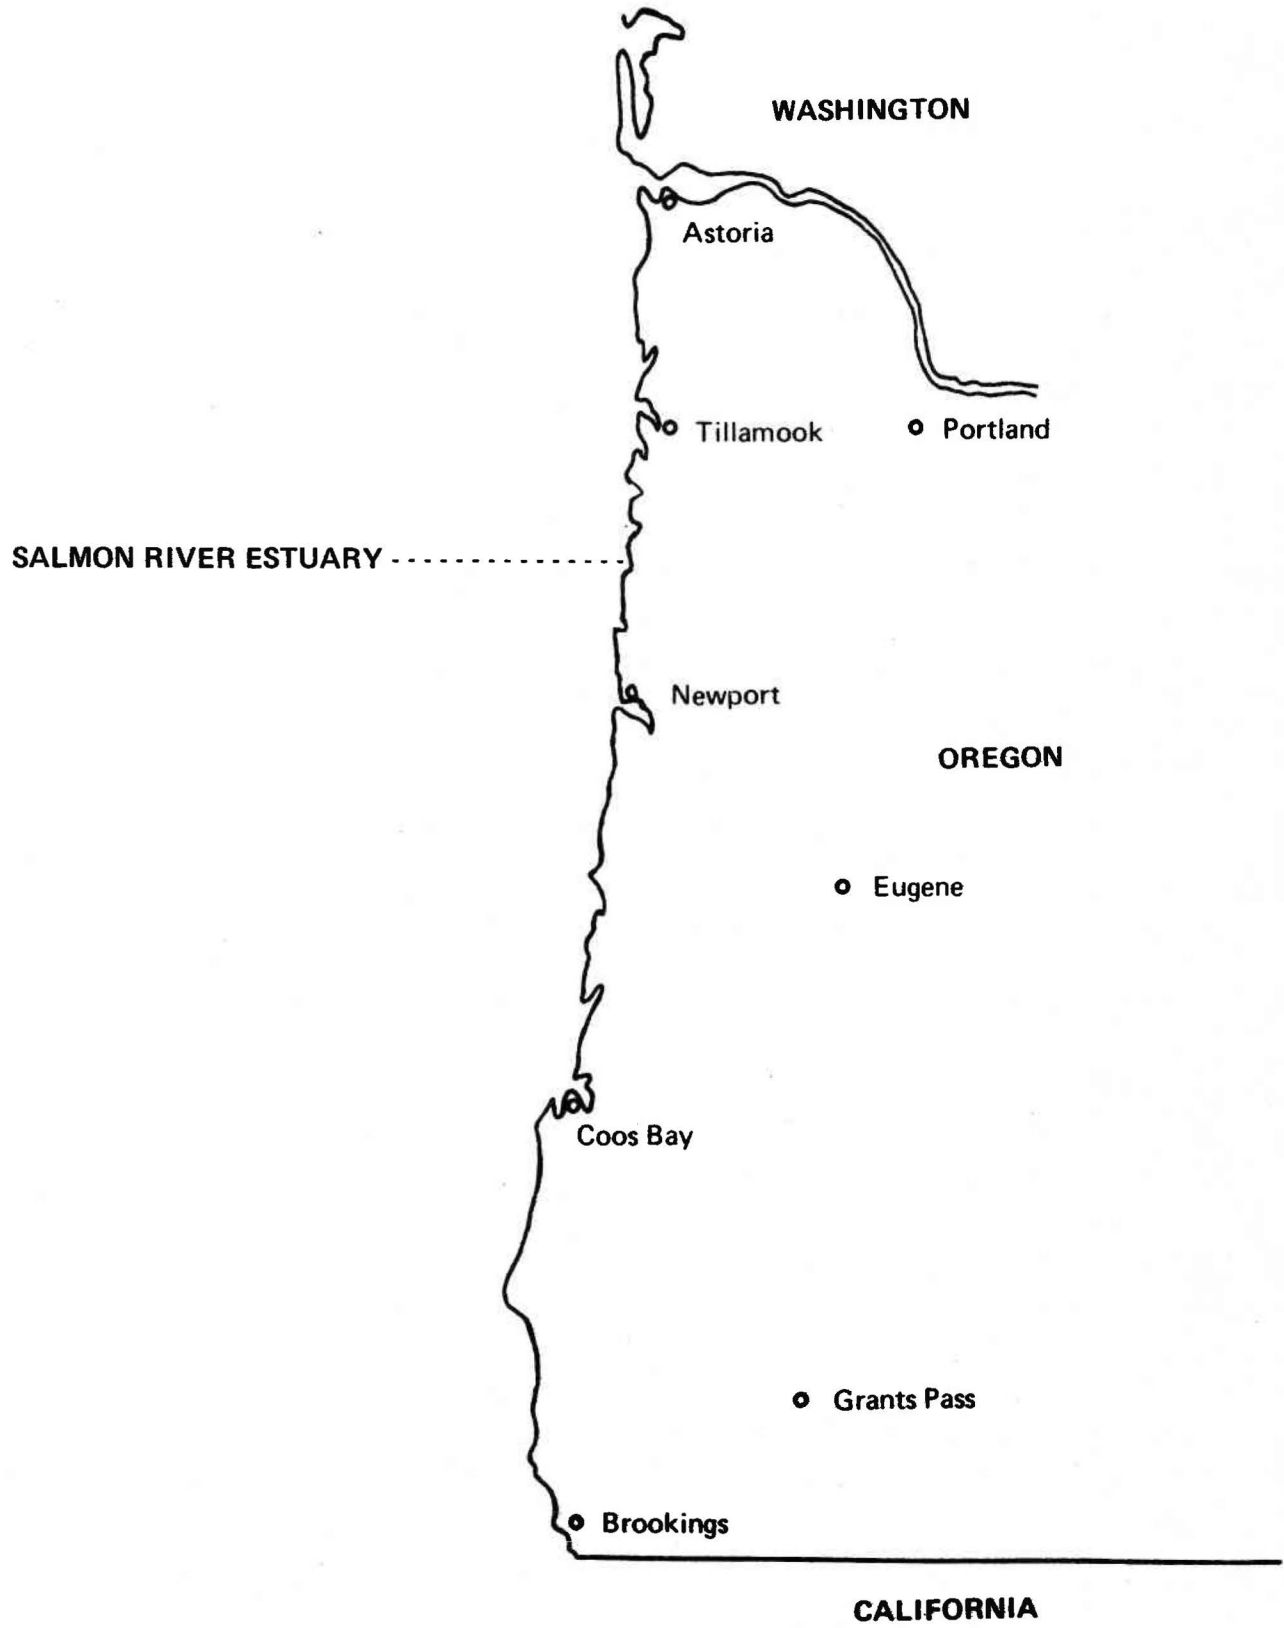 WASHINGTON
Astoria
Tillamook
Portland
SALMON RIVER ESTUARY
Newport
OREGON
Eugene
Coos Bay
Grants Pass
Brookings
CALIFORNIA